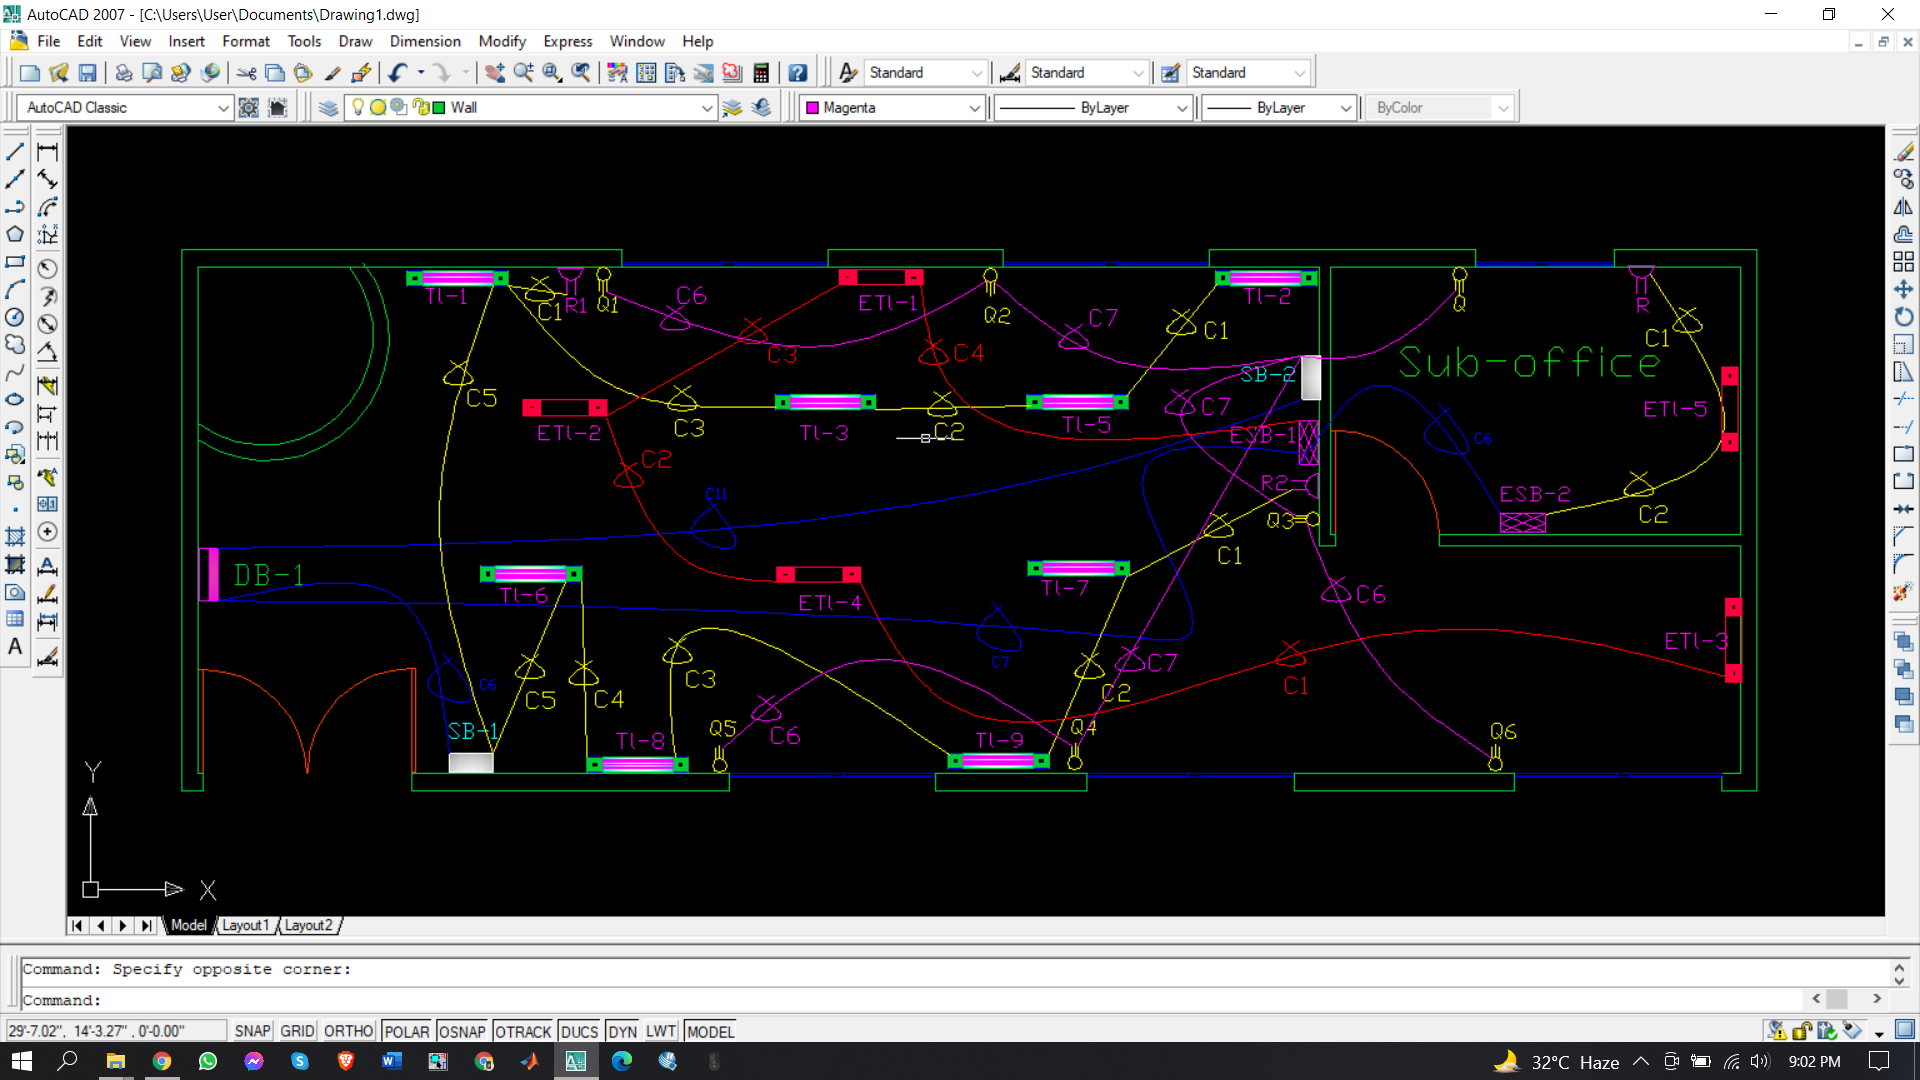 AutoCAD 2007 - [C:\Users\User\Documents\Drawing1.dwg]
File Edit View Insert Format Tools Draw Dimension Modify Express Window Help
Standard Standard Standard
AutoCAD Classic Wall Magenta ByLayer ByLayer ByColor
Tl-1 C1 R1 Q1 C6 ETl-1 Q2 C7 C1 Tl-2 Q R C1
C3 C4 Sub-office
SB-2
C5 C7 ETl-5
ETl-2 C3 Tl-3 C2 Tl-5 ESB-1 C6
C2 R2 ESB-2
C11 Q3 C2
C1
DB-1 Tl-6 ETl-4 Tl-7 C6
C7 ETl-3
C6 C5 C4 C3 C2 C7 C1
SB-1 Tl-8 Q5 C6 Tl-9 Q4 Q6
Y
X
Model Layout1 Layout2
Command: Specify opposite corner:
Command:
29'-7.02", 14'-3.27" , 0'-0.00" SNAP GRID ORTHO POLAR OSNAP OTRACK DUCS DYN LWT MODEL
32°C Haze 9:02 PM